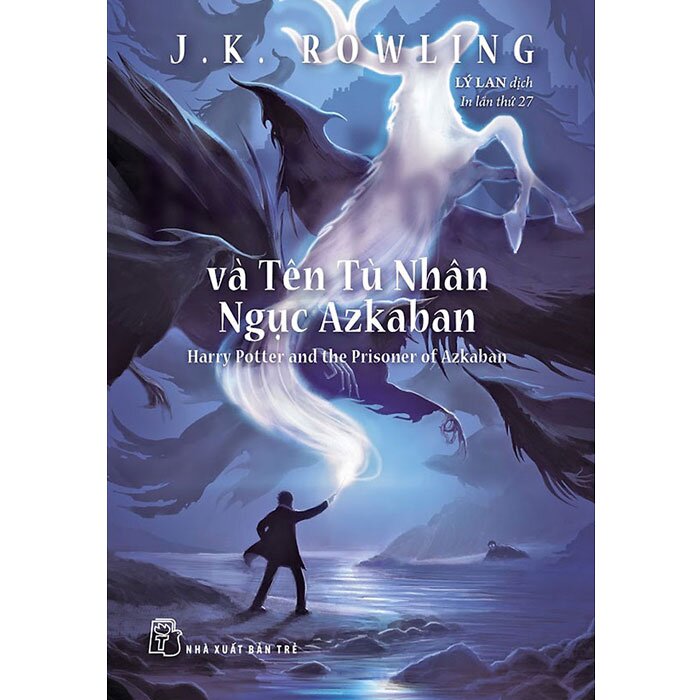 J.K. ROWLING
LÝ LAN dịch
In lần thứ 27
và Tên Tù Nhân
Ngục Azkaban
Harry Potter and the Prisoner of Azkaban
NHÀ XUẤT BẢN TRẺ